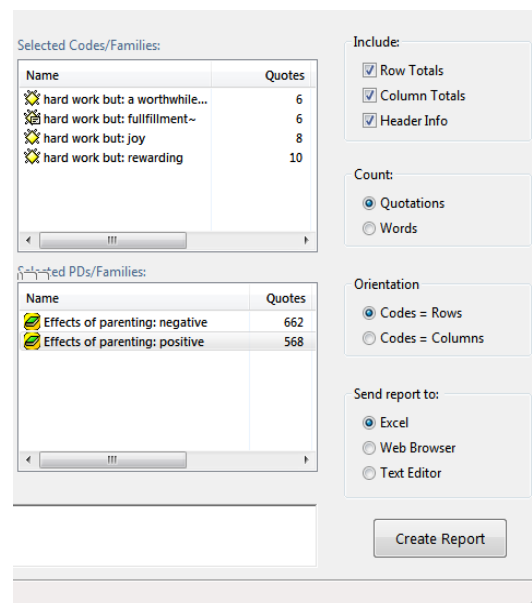 Selected Codes/Families:
Name Quotes
hard work but: a worthwhile... 6
hard work but: fullfillment~ 6
hard work but: joy 8
hard work but: rewarding 10
Selected PDs/Families:
Name Quotes
Effects of parenting: negative 662
Effects of parenting: positive 568
Include:
Row Totals
Column Totals
Header Info
Count:
Quotations
Words
Orientation
Codes = Rows
Codes = Columns
Send report to:
Excel
Web Browser
Text Editor
Create Report